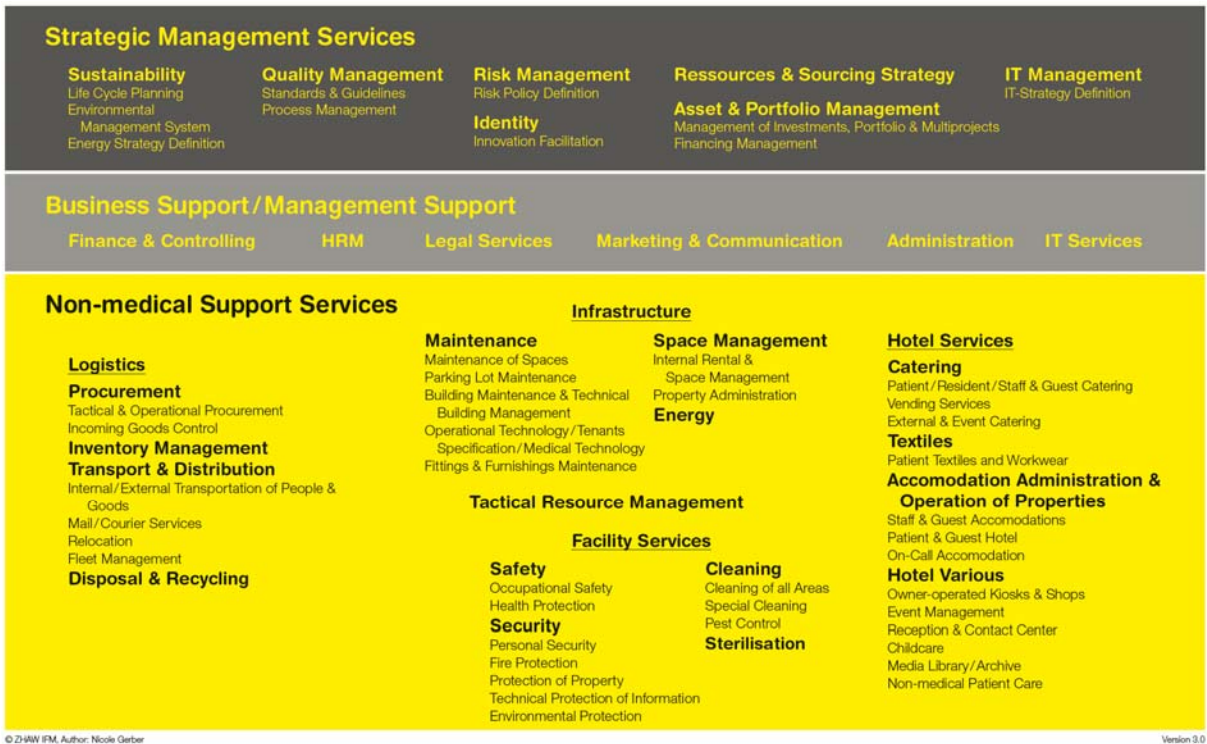 Strategic Management Services
Sustainability
Life Cycle Planning
Environmental
Management System
Energy Strategy Definition
Quality Management
Standards & Guidelines
Process Management
Risk Management
Risk Policy Definition
Identity
Innovation Facilitation
Ressources & Sourcing Strategy
Asset & Portfolio Management
Management of Investments, Portfolio & Multiprojects
Financing Management
IT Management
IT-Strategy Definition
Business Support/Management Support
Finance & Controlling
HRM
Legal Services
Marketing & Communication
Administration
IT Services
Non-medical Support Services
Logistics
Procurement
Tactical & Operational Procurement
Incoming Goods Control
Inventory Management
Transport & Distribution
Internal/External Transportation of People &
Goods
Mail/Courier Services
Relocation
Fleet Management
Disposal & Recycling
Infrastructure
Maintenance
Maintenance of Spaces
Parking Lot Maintenance
Building Maintenance & Technical
Building Management
Operational Technology/Tenants
Specification/Medical Technology
Fittings & Furnishings Maintenance
Space Management
Internal Rental &
Space Management
Property Administration
Energy
Tactical Resource Management
Facility Services
Safety
Occupational Safety
Health Protection
Security
Personal Security
Fire Protection
Protection of Property
Technical Protection of Information
Environmental Protection
Cleaning
Cleaning of all Areas
Special Cleaning
Pest Control
Sterilisation
Hotel Services
Catering
Patient/Resident/Staff & Guest Catering
Vending Services
External & Event Catering
Textiles
Patient Textiles and Workwear
Accomodation Administration &
Operation of Properties
Staff & Guest Accomodations
Patient & Guest Hotel
On-Call Accomodation
Hotel Various
Owner-operated Kiosks & Shops
Event Management
Reception & Contact Center
Childcare
Media Library/Archive
Non-medical Patient Care
© ZHAW IFM, Author: Nicole Gerber
Version 3.0